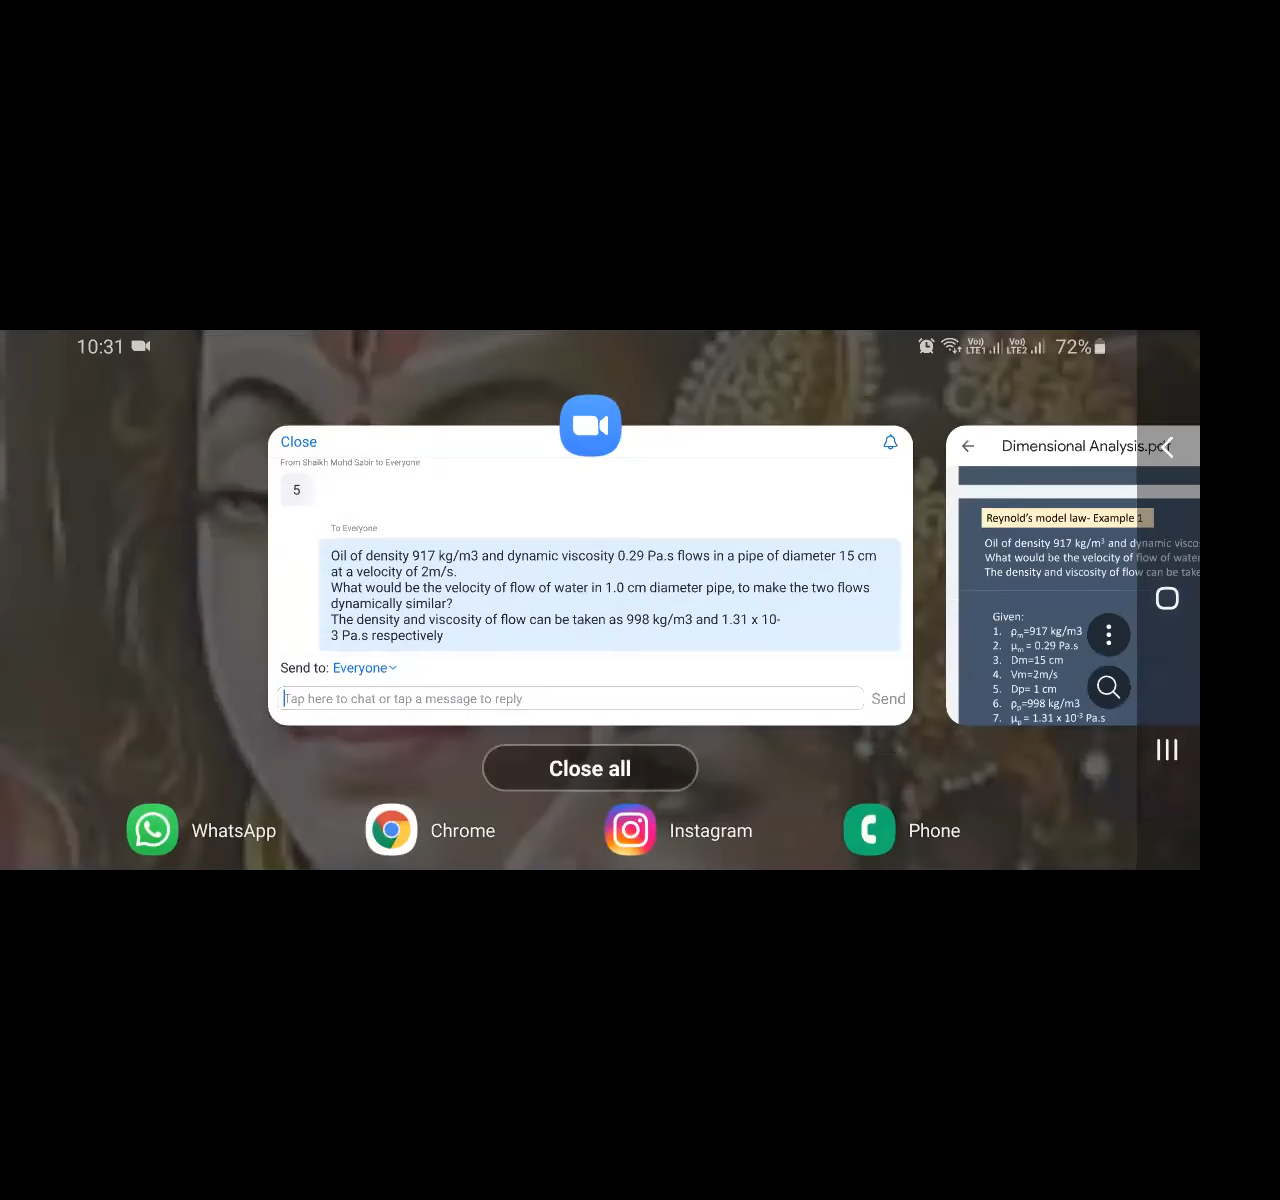 10:31
Vo) LTE1
Vo) LTE2
72%
Close
From Shaikh Mohd Sabir to Everyone
5
To Everyone
Oil of density 917 kg/m3 and dynamic viscosity 0.29 Pa.s flows in a pipe of diameter 15 cm
at a velocity of 2m/s.
What would be the velocity of flow of water in 1.0 cm diameter pipe, to make the two flows
dynamically similar?
The density and viscosity of flow can be taken as 998 kg/m3 and 1.31 x 10-
3 Pa.s respectively
Send to: Everyone
Tap here to chat or tap a message to reply
Send
Dimensional Analysis.pdf
Reynold's model law- Example 1
Oil of density 917 kg/m³ and dynamic visco
What would be the velocity of flow of wate
The density and viscosity of flow can be take
Given:
1. ρm=917 kg/m3
2. μm = 0.29 Pa.s
3. Dm=15 cm
4. Vm=2m/s
5. Dp= 1 cm
6. ρp=998 kg/m3
7. μp = 1.31 x 10⁻³ Pa.s
Close all
WhatsApp
Chrome
Instagram
Phone